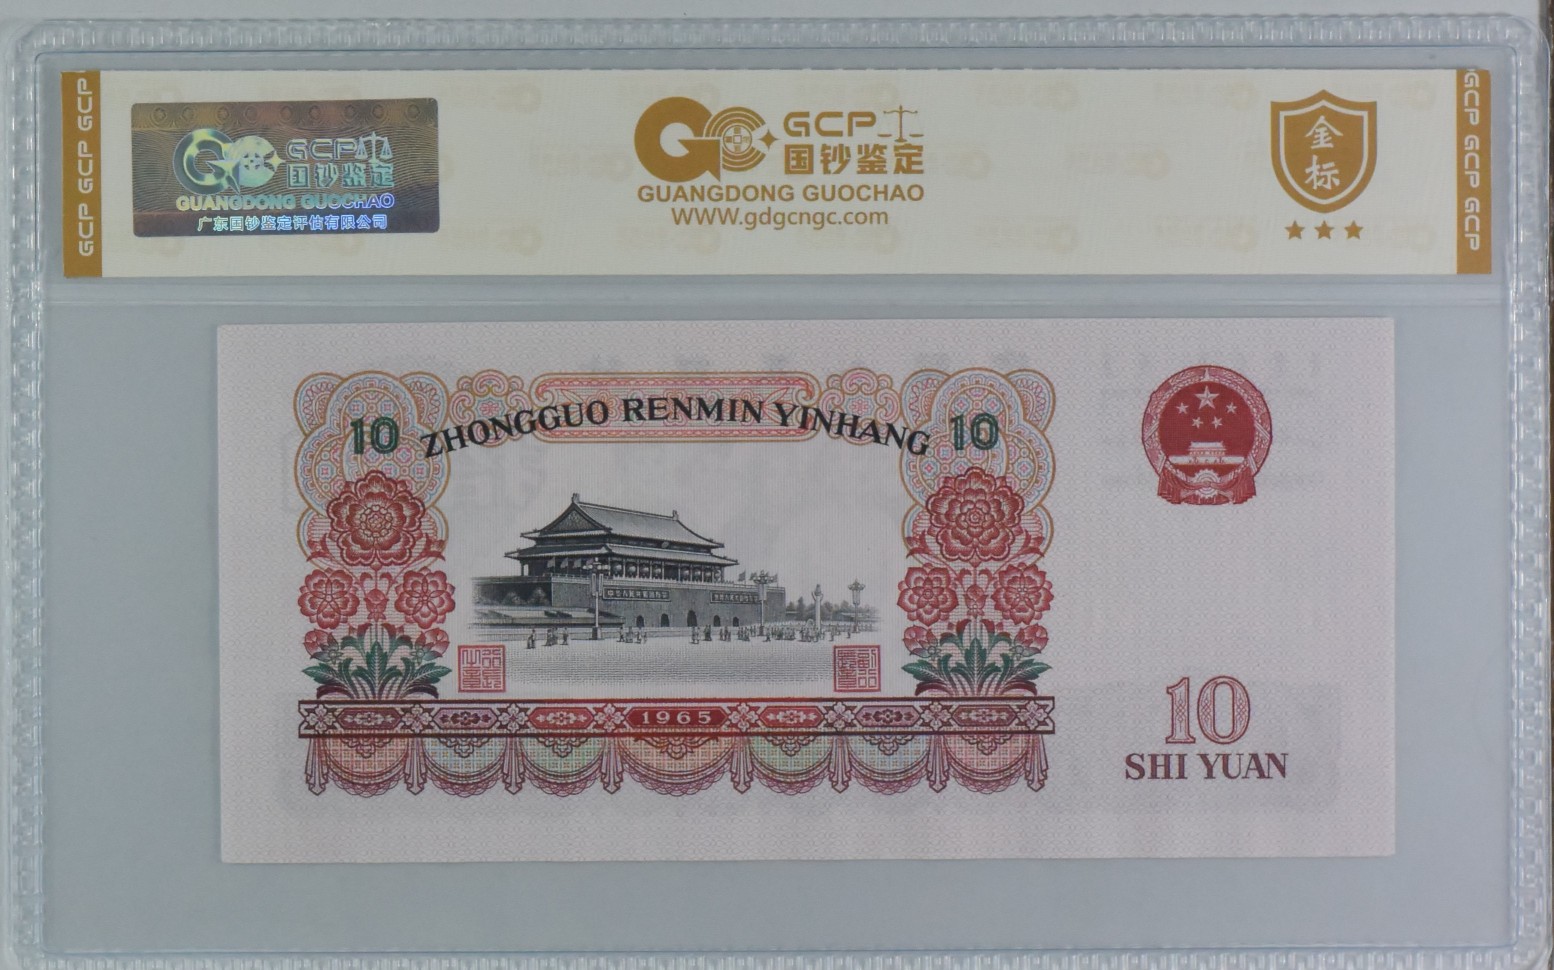 GCP GCP GCP
GCP
国钞鉴定
GUANGDONG GUOCHAO
广东国钞鉴定评估有限公司
GCP
国钞鉴定
GUANGDONG GUOCHAO
WWW.gdgcngc.com
金标
GCP GCP GCP
10 ZHONGGUO RENMIN YINHANG 10
1965
10
SHI YUAN